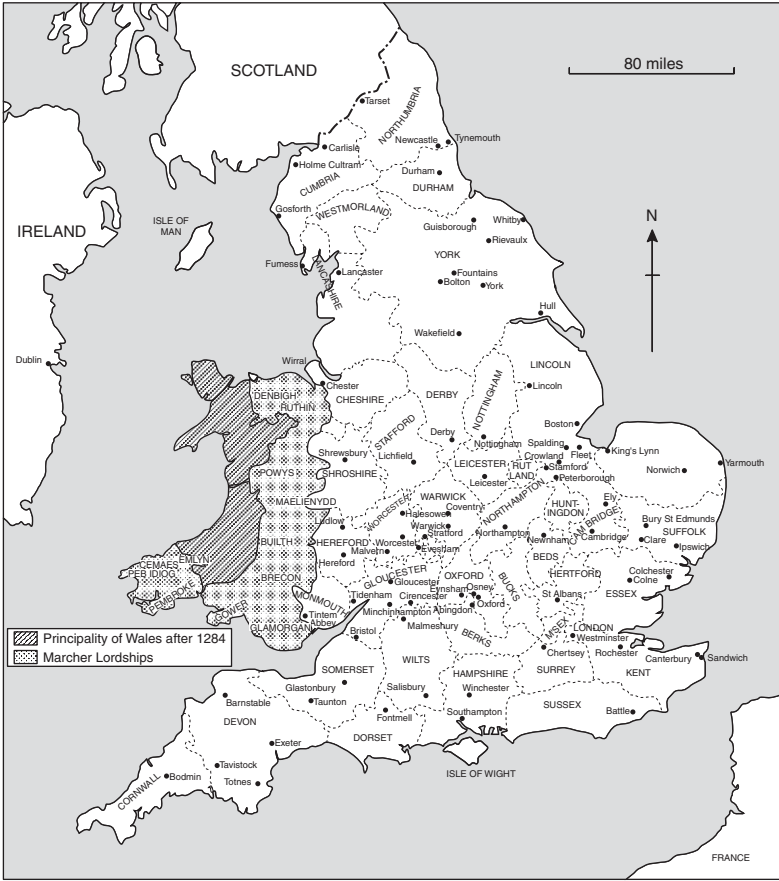 SCOTLAND
80 miles
Tarset
NORTHUMBRIA
Newcastle
Tynemouth
Carlisle
Holme Cultram
Durham
CUMBRIA
DURHAM
Gosforth
WESTMORLAND
ISLE OF
MAN
N
Guisborough
Whitby
Rievaulx
IRELAND
YORK
Furness
LANCASHIRE
Lancaster
Fountains
Bolton
York
Hull
Wakefield
Dublin
Wirral
LINCOLN
Chester
DENBIGH
RUTHIN
CHESHIRE
DERBY
NOTTINGHAM
Lincoln
STAFFORD
Derby
Nottingham
Boston
Spalding
Fleet
King's Lynn
Shrewsbury
Lichfield
LEICESTER
RUT
LAND
Crowland
Stamford
Peterborough
Norwich
Yarmouth
POWYS
SHROSHIRE
Leicester
MAELIENYDD
WORCESTER
WARWICK
NORTHAMPTON
HUNT-
INGDON
Ely
CAMBRIDGE
Ludlow
Halesowen
Coventry
Bury St Edmunds
SUFFOLK
BUILTH
HEREFORD
Worcester
Warwick
Stratford
Northampton
Newnham
Cambridge
Clare
Ipswich
Malvern
Evesham
Hereford
BEDS
EMLYN
CEMAES
PEBIDIOG
PEMBROKE
BRECON
GLOUCESTER
Gloucester
OXFORD
BUCKS
HERTFORD
Colchester
Colne
MONMOUTH
Tidenham
Cirencester
Eynsham
Osney
Oxford
St Albans
ESSEX
GOWER
GLAMORGAN
Tintern
Abbey
Minchinhampton
Abingdon
Malmesbury
M'SEX
LONDON
Westminster
Principality of Wales after 1284
Marcher Lordships
Bristol
BERKS
Chertsey
Rochester
Canterbury
Sandwich
SOMERSET
WILTS
HAMPSHIRE
SURREY
KENT
Glastonbury
Salisbury
Winchester
Barnstable
Taunton
SUSSEX
Battle
DEVON
Fontmell
Southampton
DORSET
Exeter
ISLE OF WIGHT
Tavistock
CORNWALL
Bodmin
Totnes
FRANCE